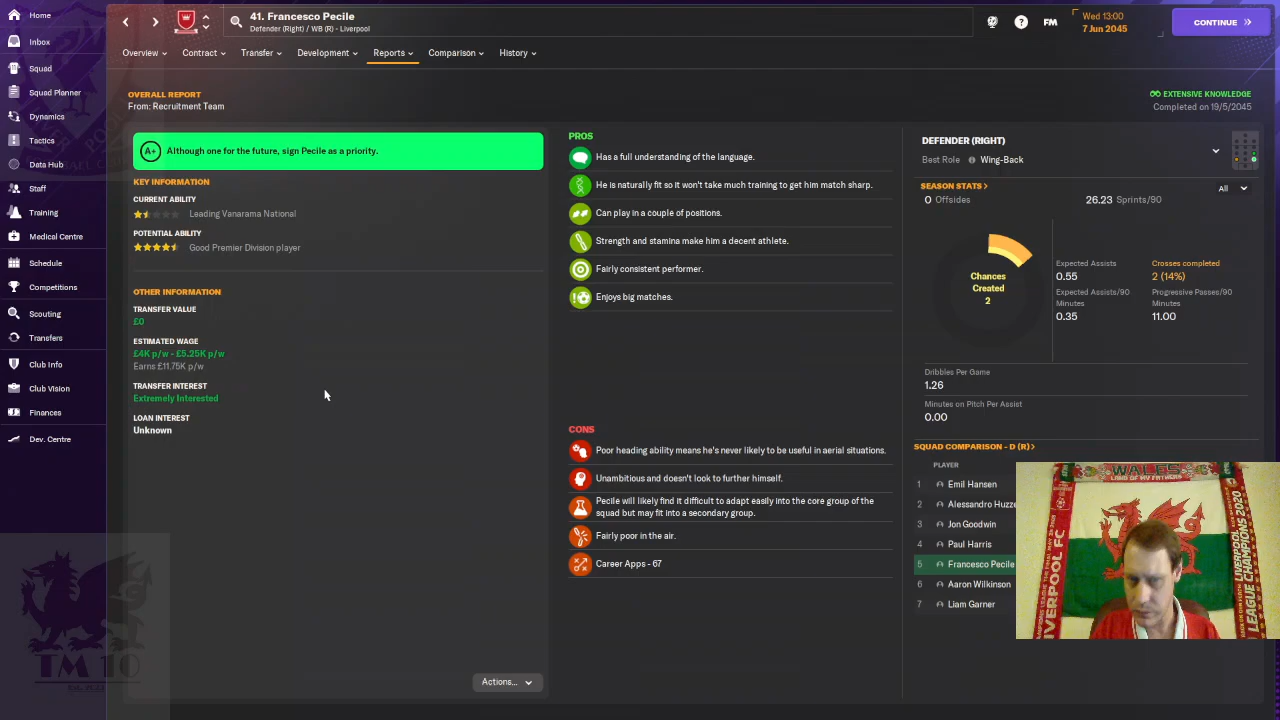 41. Francesco Pecile
Defender (Right) / WB (R) - Liverpool
FM
Wed 13:00
7 Jun 2045
CONTINUE
Home
Inbox
Squad
Squad Planner
Dynamics
Tactics
Data Hub
Staff
Training
Medical Centre
Schedule
Competitions
Scouting
Transfers
Club Info
Club Vision
Finances
Dev. Centre
Overview
Contract
Transfer
Development
Reports
Comparison
History
OVERALL REPORT
From: Recruitment Team
EXTENSIVE KNOWLEDGE
Completed on 19/5/2045
A+ Although one for the future, sign Pecile as a priority.
KEY INFORMATION
CURRENT ABILITY
Leading Vanarama National
POTENTIAL ABILITY
Good Premier Division player
OTHER INFORMATION
TRANSFER VALUE
£0
ESTIMATED WAGE
£4K p/w - £5.25K p/w
Earns £11.75K p/w
TRANSFER INTEREST
Extremely Interested
LOAN INTEREST
Unknown
Actions...
PROS
Has a full understanding of the language.
He is naturally fit so it won't take much training to get him match sharp.
Can play in a couple of positions.
Strength and stamina make him a decent athlete.
Fairly consistent performer.
Enjoys big matches.
CONS
Poor heading ability means he's never likely to be useful in aerial situations.
Unambitious and doesn't look to further himself.
Pecile will likely find it difficult to adapt easily into the core group of the
squad but may fit into a secondary group.
Fairly poor in the air.
Career Apps - 67
DEFENDER (RIGHT)
Best Role Wing-Back
SEASON STATS
All
0 Offsides
26.23 Sprints/90
Chances
Created
2
Expected Assists
0.55
Crosses completed
2 (14%)
Expected Assists/90
Minutes
0.35
Progressive Passes/90
Minutes
11.00
Dribbles Per Game
1.26
Minutes on Pitch Per Assist
0.00
SQUAD COMPARISON - D (R)
PLAYER
1 Emil Hansen
2 Alessandro Huzze
3 Jon Goodwin
4 Paul Harris
5 Francesco Pecile
6 Aaron Wilkinson
7 Liam Garner
WALES
LIVERPOOL FC
LIVERPOOL
LEAGUE CHAMPIONS 2020
TM 10